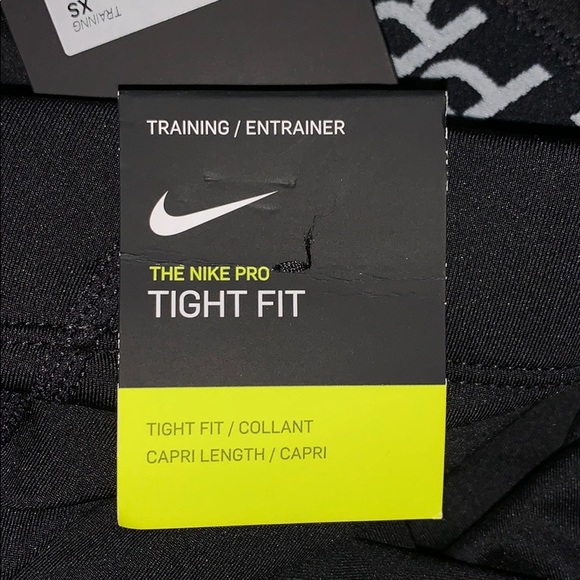 TRAINING
XS
TRAINING / ENTRAINER
THE NIKE PRO
TIGHT FIT
TIGHT FIT / COLLANT
CAPRI LENGTH / CAPRI